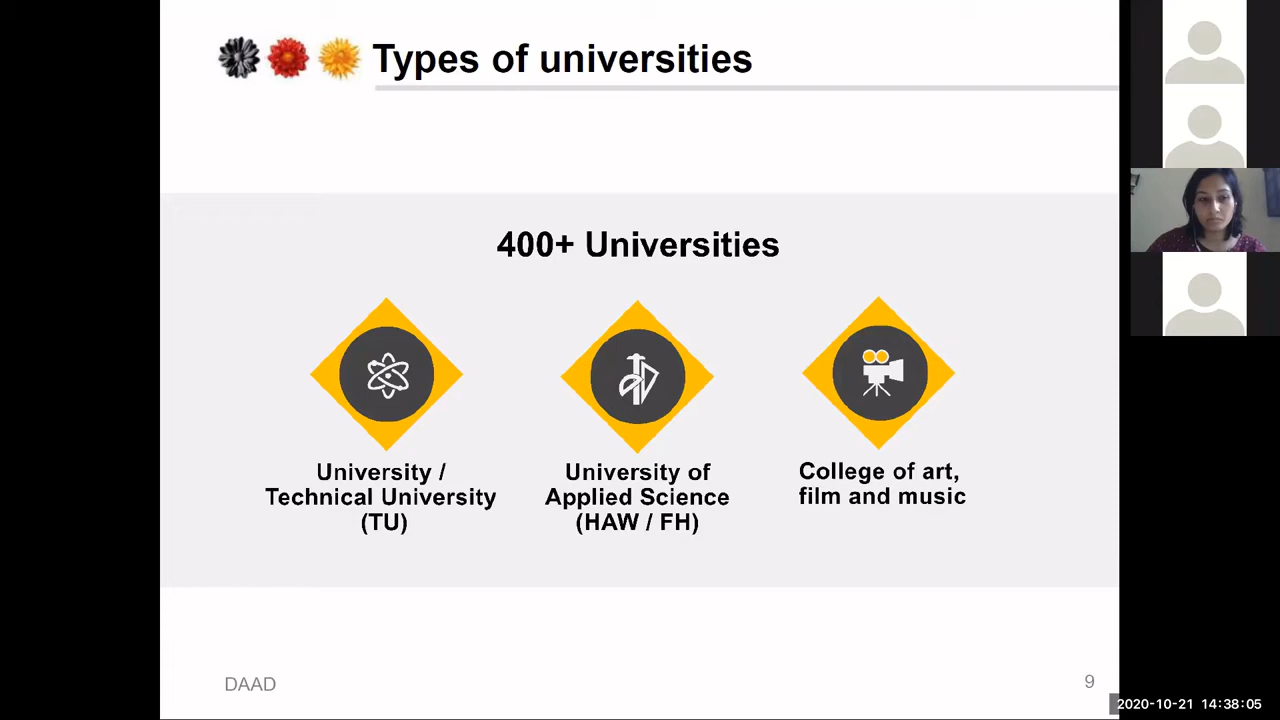 Types of universities
400+ Universities
University /
Technical University
(TU)
University of
Applied Science
(HAW / FH)
College of art,
film and music
DAAD
9
2020-10-21 14:38:05